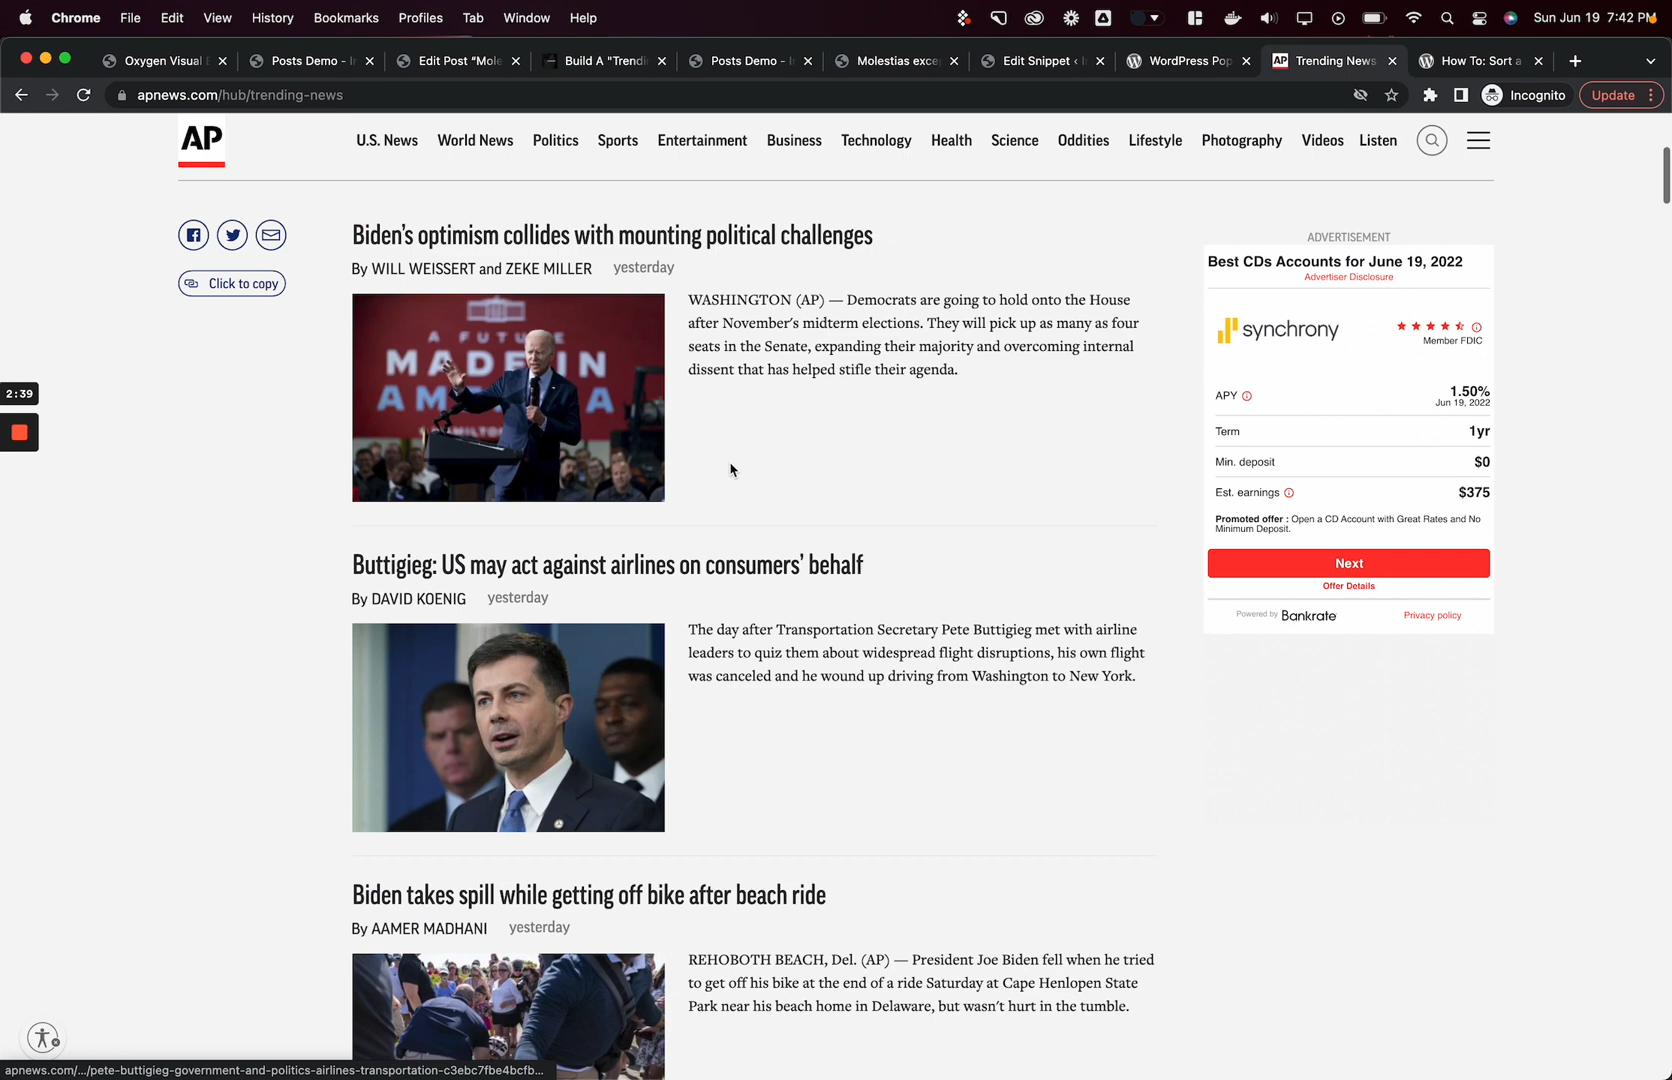 Chrome File Edit View History Bookmarks Profiles Tab Window Help Sun Jun 19 7:42 PM
Oxygen Visual Posts Demo - Edit Post “Mole Build A "Trendi Posts Demo - Molestias exce Edit Snippet ‹ WordPress Pop AP Trending News How To: Sort a
apnews.com/hub/trending-news Incognito Update
AP
U.S. News World News Politics Sports Entertainment Business Technology Health Science Oddities Lifestyle Photography Videos Listen
Click to copy
2:39
Biden’s optimism collides with mounting political challenges
By WILL WEISSERT and ZEKE MILLER yesterday
A FUTURE
MADE IN
AMERICA
HAMILTON
WASHINGTON (AP) — Democrats are going to hold onto the House
after November’s midterm elections. They will pick up as many as four
seats in the Senate, expanding their majority and overcoming internal
dissent that has helped stifle their agenda.
Buttigieg: US may act against airlines on consumers’ behalf
By DAVID KOENIG yesterday
The day after Transportation Secretary Pete Buttigieg met with airline
leaders to quiz them about widespread flight disruptions, his own flight
was canceled and he wound up driving from Washington to New York.
Biden takes spill while getting off bike after beach ride
By AAMER MADHANI yesterday
REHOBOTH BEACH, Del. (AP) — President Joe Biden fell when he tried
to get off his bike at the end of a ride Saturday at Cape Henlopen State
Park near his beach home in Delaware, but wasn’t hurt in the tumble.
ADVERTISEMENT
Best CDs Accounts for June 19, 2022
Advertiser Disclosure
synchrony
Member FDIC
APY 1.50%
Jun 19, 2022
Term 1yr
Min. deposit $0
Est. earnings $375
Promoted offer : Open a CD Account with Great Rates and No
Minimum Deposit.
Next
Offer Details
Powered by Bankrate Privacy policy
apnews.com/.../pete-buttigieg-government-and-politics-airlines-transportation-c3ebc7fbe4bcfb...